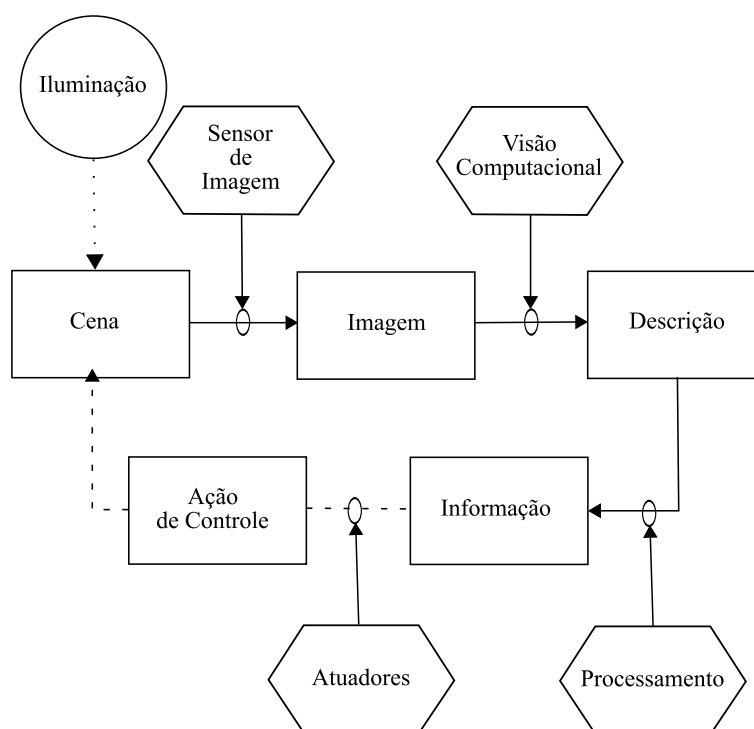 Iluminação
Sensor
de
Imagem
Visão
Computacional
Cena
Imagem
Descrição
Ação
de Controle
Informação
Atuadores
Processamento